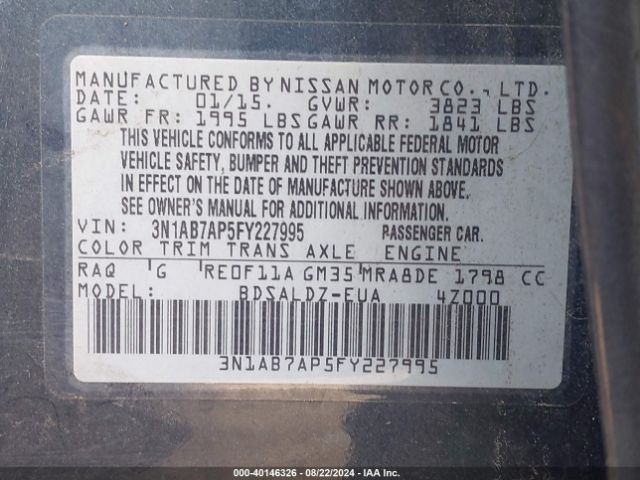 MANUFACTURED BY NISSAN MOTOR CO., LTD.
DATE: 01/15. GVWR: 3823 LBS
GAWR FR: 1995 LBS GAWR RR: 1841 LBS
THIS VEHICLE CONFORMS TO ALL APPLICABLE FEDERAL MOTOR
VEHICLE SAFETY, BUMPER AND THEFT PREVENTION STANDARDS
IN EFFECT ON THE DATE OF MANUFACTURE SHOWN ABOVE.
SEE OWNER'S MANUAL FOR ADDITIONAL INFORMATION.
VIN: 3N1AB7AP5FY227995 PASSENGER CAR.
COLOR TRIM TRANS AXLE ENGINE
RAQ G RE0F11A GM35 MRA8DE 1798 CC
MODEL: BDSALDZ-EUA 4Z000
3N1AB7AP5FY227995
000-40146326 - 08/22/2024 - IAA Inc.